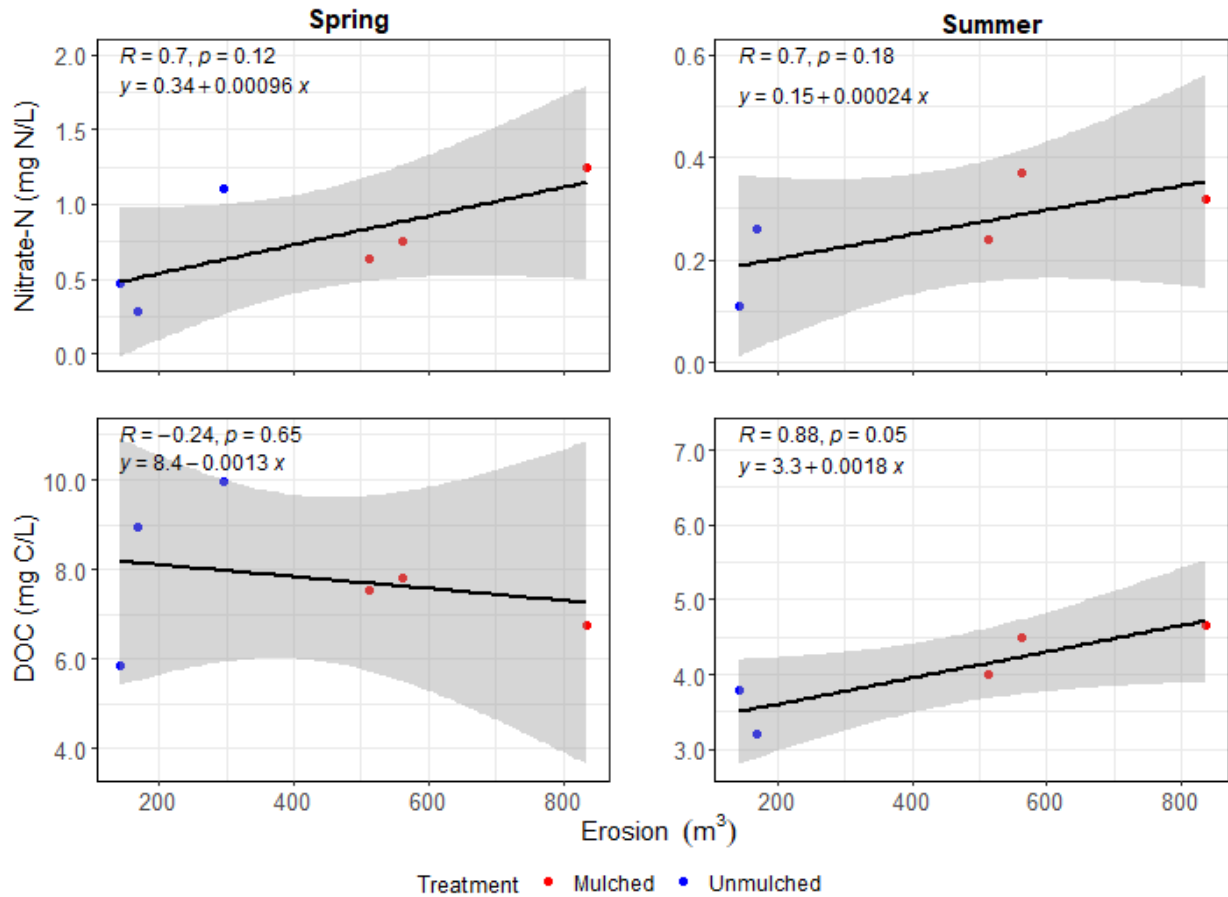 Spring
Summer
Nitrate-N (mg N/L)
2.0
1.5
1.0
0.5
0.0
R = 0.7, p = 0.12
y = 0.34 + 0.00096 x
0.6
0.4
0.2
0.0
R = 0.7, p = 0.18
y = 0.15 + 0.00024 x
DOC (mg C/L)
10.0
8.0
6.0
4.0
R = −0.24, p = 0.65
y = 8.4 − 0.0013 x
7.0
6.0
5.0
4.0
3.0
R = 0.88, p = 0.05
y = 3.3 + 0.0018 x
200 400 600 800
200 400 600 800
Erosion (m³)
Treatment Mulched Unmulched